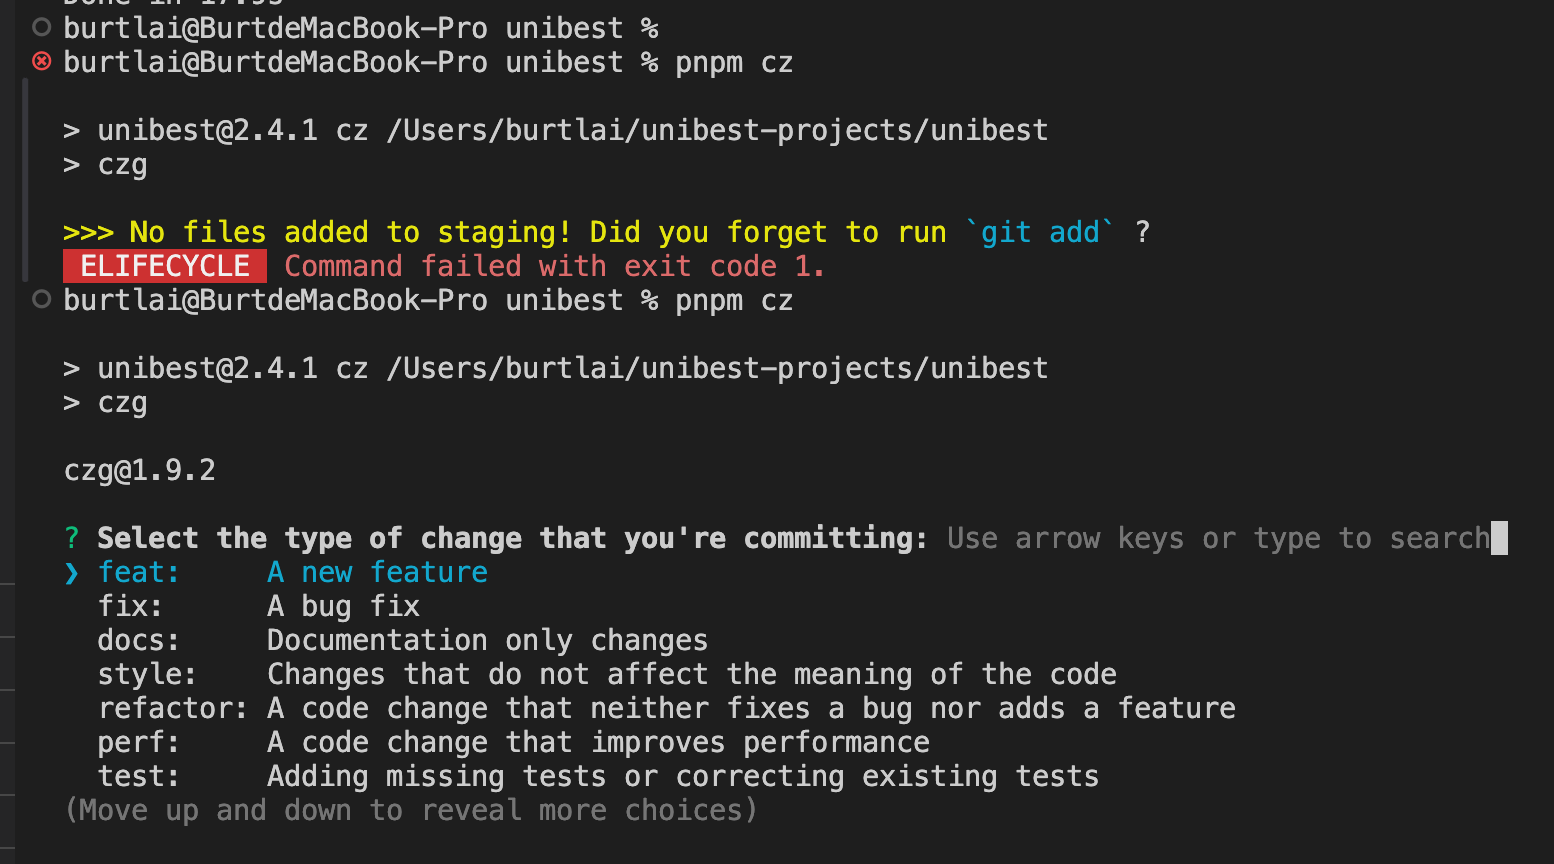 Done in 17.9s
burtlai@BurtdeMacBook-Pro unibest %
burtlai@BurtdeMacBook-Pro unibest % pnpm cz
> unibest@2.4.1 cz /Users/burtlai/unibest-projects/unibest
> czg
>>> No files added to staging! Did you forget to run `git add` ?
ELIFECYCLE Command failed with exit code 1.
burtlai@BurtdeMacBook-Pro unibest % pnpm cz
> unibest@2.4.1 cz /Users/burtlai/unibest-projects/unibest
> czg
czg@1.9.2
? Select the type of change that you're committing: Use arrow keys or type to search
❯ feat: A new feature
fix: A bug fix
docs: Documentation only changes
style: Changes that do not affect the meaning of the code
refactor: A code change that neither fixes a bug nor adds a feature
perf: A code change that improves performance
test: Adding missing tests or correcting existing tests
(Move up and down to reveal more choices)